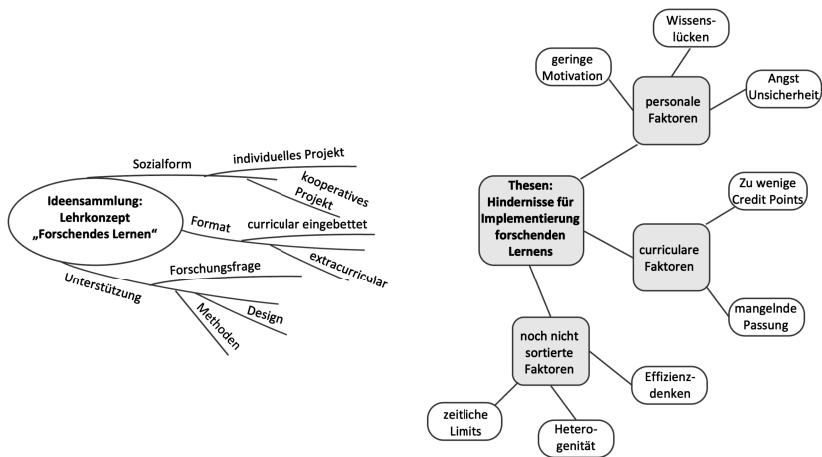 Ideensammlung:
Lehrkonzept
„Forschendes Lernen“
Sozialform
individuelles Projekt
kooperatives
Projekt
Format
curricular eingebettet
extracurricular
Unterstützung
Forschungsfrage
Design
Methoden
Thesen:
Hindernisse für
Implementierung
forschenden
Lernens
personale
Faktoren
geringe
Motivation
Wissens-
lücken
Angst
Unsicherheit
curriculare
Faktoren
Zu wenige
Credit Points
mangelnde
Passung
noch nicht
sortierte
Faktoren
Effizienz-
denken
Hetero-
genität
zeitliche
Limits